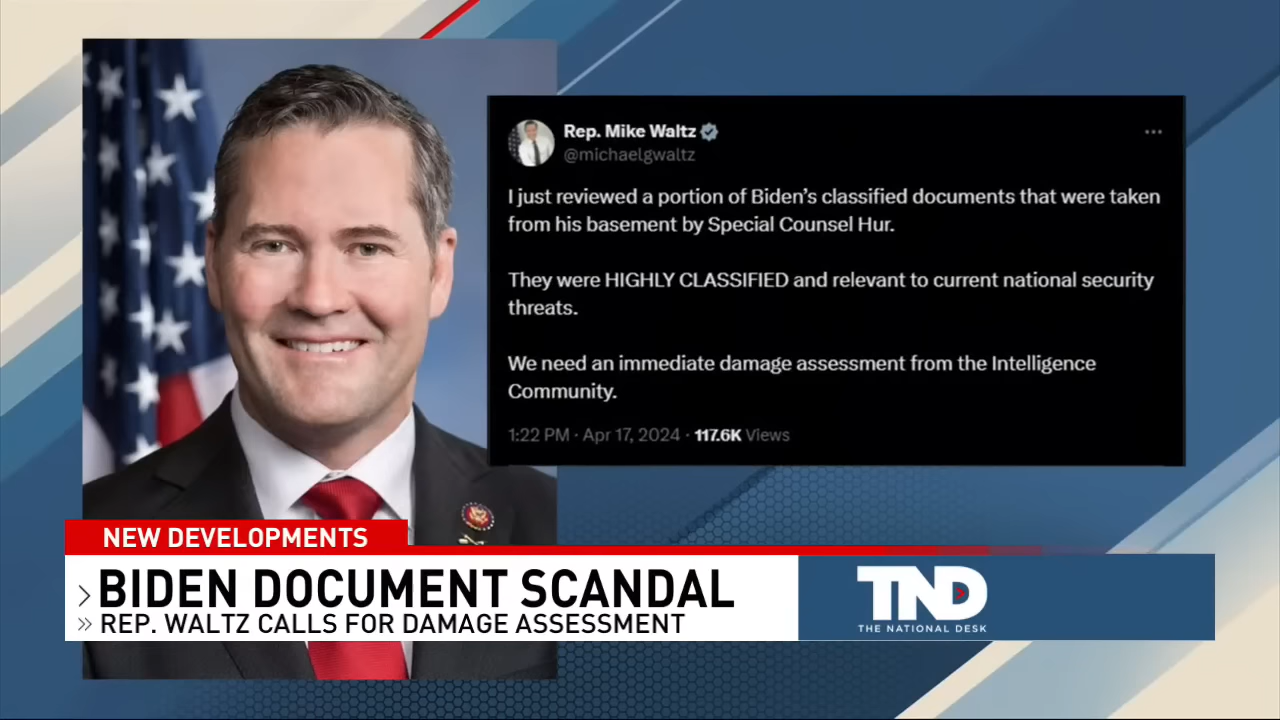 Rep. Mike Waltz
@michaelgwaltz
I just reviewed a portion of Biden's classified documents that were taken
from his basement by Special Counsel Hur.
They were HIGHLY CLASSIFIED and relevant to current national security
threats.
We need an immediate damage assessment from the Intelligence
Community.
1:22 PM · Apr 17, 2024 · 117.6K Views
NEW DEVELOPMENTS
BIDEN DOCUMENT SCANDAL
REP. WALTZ CALLS FOR DAMAGE ASSESSMENT
TND
THE NATIONAL DESK